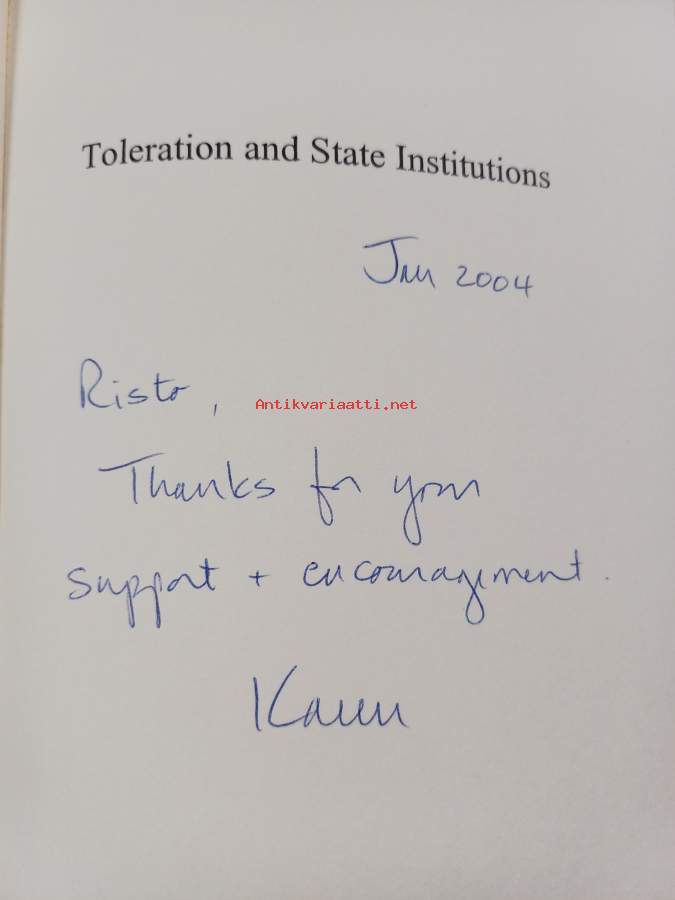 Toleration and State Institutions
Jan 2004
Risto,
Antikvariaatti.net
Thanks for your
support + encouragement.
Karen